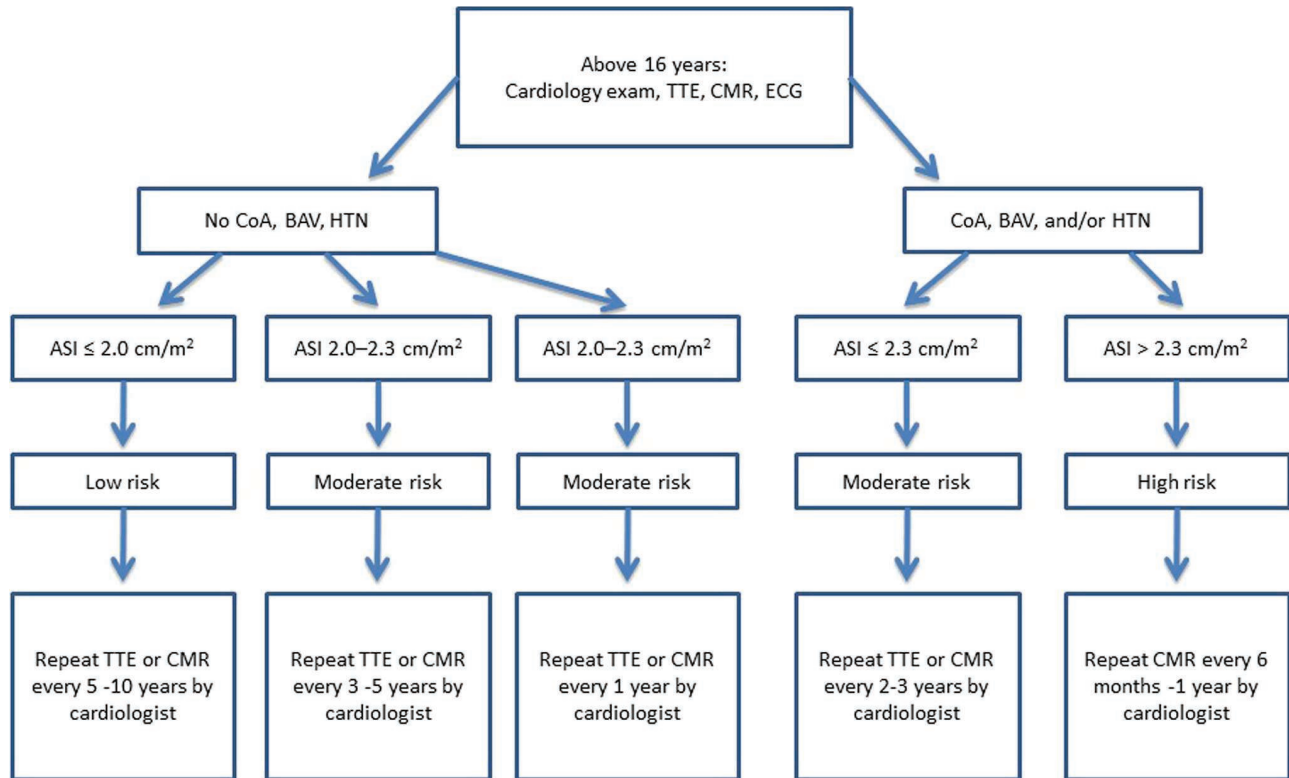 Above 16 years:
Cardiology exam, TTE, CMR, ECG
No CoA, BAV, HTN
CoA, BAV, and/or HTN
ASI ≤ 2.0 cm/m²
ASI 2.0–2.3 cm/m²
ASI 2.0–2.3 cm/m²
ASI ≤ 2.3 cm/m²
ASI > 2.3 cm/m²
Low risk
Moderate risk
Moderate risk
Moderate risk
High risk
Repeat TTE or CMR
every 5 -10 years by
cardiologist
Repeat TTE or CMR
every 3 -5 years by
cardiologist
Repeat TTE or CMR
every 1 year by
cardiologist
Repeat TTE or CMR
every 2-3 years by
cardiologist
Repeat CMR every 6
months -1 year by
cardiologist